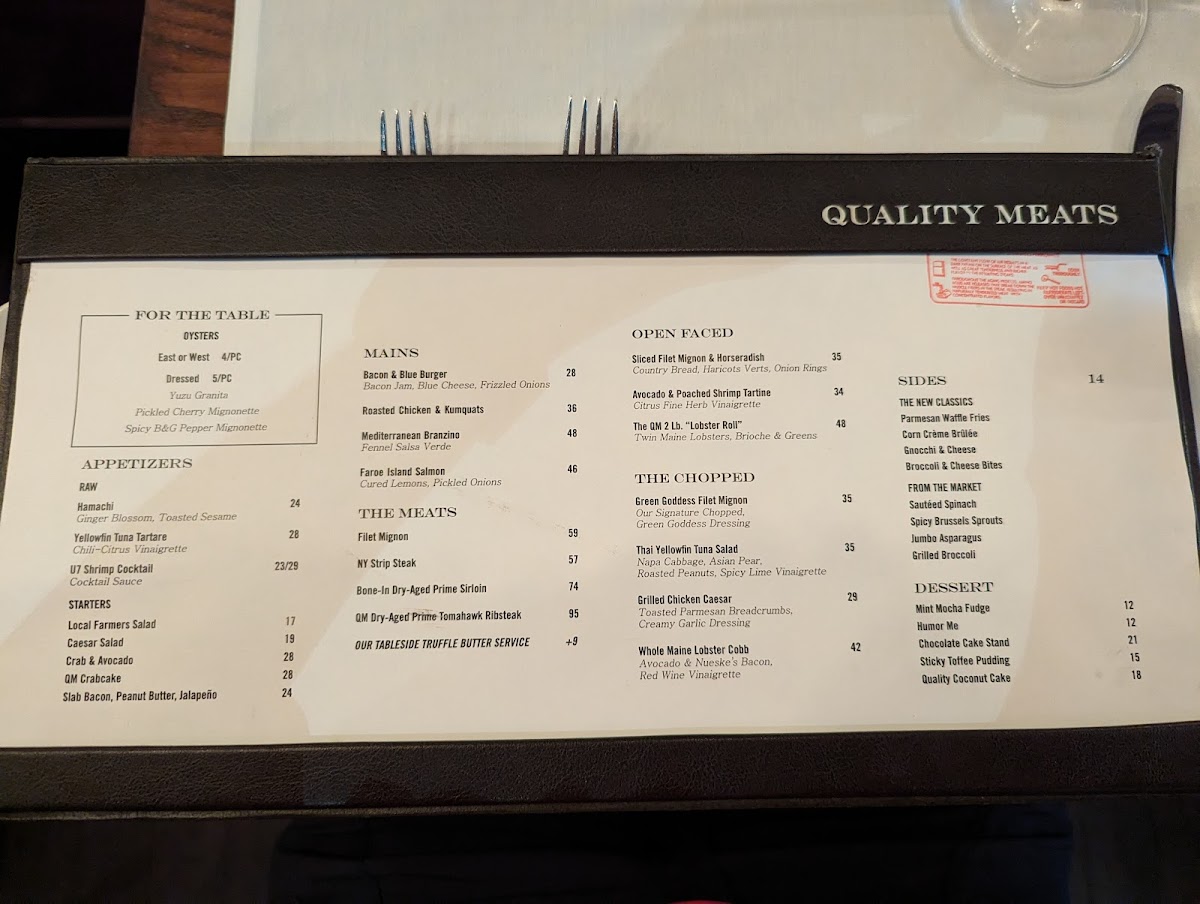 QUALITY MEATS
FOR THE TABLE
OYSTERS
East or West 4/PC
Dressed 5/PC
Yuzu Granita
Pickled Cherry Mignonette
Spicy B&G Pepper Mignonette
APPETIZERS
RAW
Hamachi 24
Ginger Blossom, Toasted Sesame
Yellowfin Tuna Tartare 28
Chili-Citrus Vinaigrette
U7 Shrimp Cocktail 23/29
Cocktail Sauce
STARTERS
Local Farmers Salad 17
Caesar Salad 19
Crab & Avocado 28
QM Crabcake 28
Slab Bacon, Peanut Butter, Jalapeño 24
MAINS
Bacon & Blue Burger 28
Bacon Jam, Blue Cheese, Frizzled Onions
Roasted Chicken & Kumquats 36
Mediterranean Branzino 48
Fennel Salsa Verde
Faroe Island Salmon 46
Cured Lemons, Pickled Onions
THE MEATS
Filet Mignon 59
NY Strip Steak 57
Bone-In Dry-Aged Prime Sirloin 74
QM Dry-Aged Prime Tomahawk Ribsteak 95
OUR TABLESIDE TRUFFLE BUTTER SERVICE +9
OPEN FACED
Sliced Filet Mignon & Horseradish 35
Country Bread, Haricots Verts, Onion Rings
Avocado & Poached Shrimp Tartine 34
Citrus Fine Herb Vinaigrette
The QM 2 Lb. "Lobster Roll" 48
Twin Maine Lobsters, Brioche & Greens
THE CHOPPED
Green Goddess Filet Mignon 35
Our Signature Chopped,
Green Goddess Dressing
Thai Yellowfin Tuna Salad 35
Napa Cabbage, Asian Pear,
Roasted Peanuts, Spicy Lime Vinaigrette
Grilled Chicken Caesar 29
Toasted Parmesan Breadcrumbs,
Creamy Garlic Dressing
Whole Maine Lobster Cobb 42
Avocado & Nueske's Bacon,
Red Wine Vinaigrette
SIDES 14
THE NEW CLASSICS
Parmesan Waffle Fries
Corn Crème Brûlée
Gnocchi & Cheese
Broccoli & Cheese Bites
FROM THE MARKET
Sautéed Spinach
Spicy Brussels Sprouts
Jumbo Asparagus
Grilled Broccoli
DESSERT
Mint Mocha Fudge 12
Humor Me 12
Chocolate Cake Stand 21
Sticky Toffee Pudding 15
Quality Coconut Cake 18